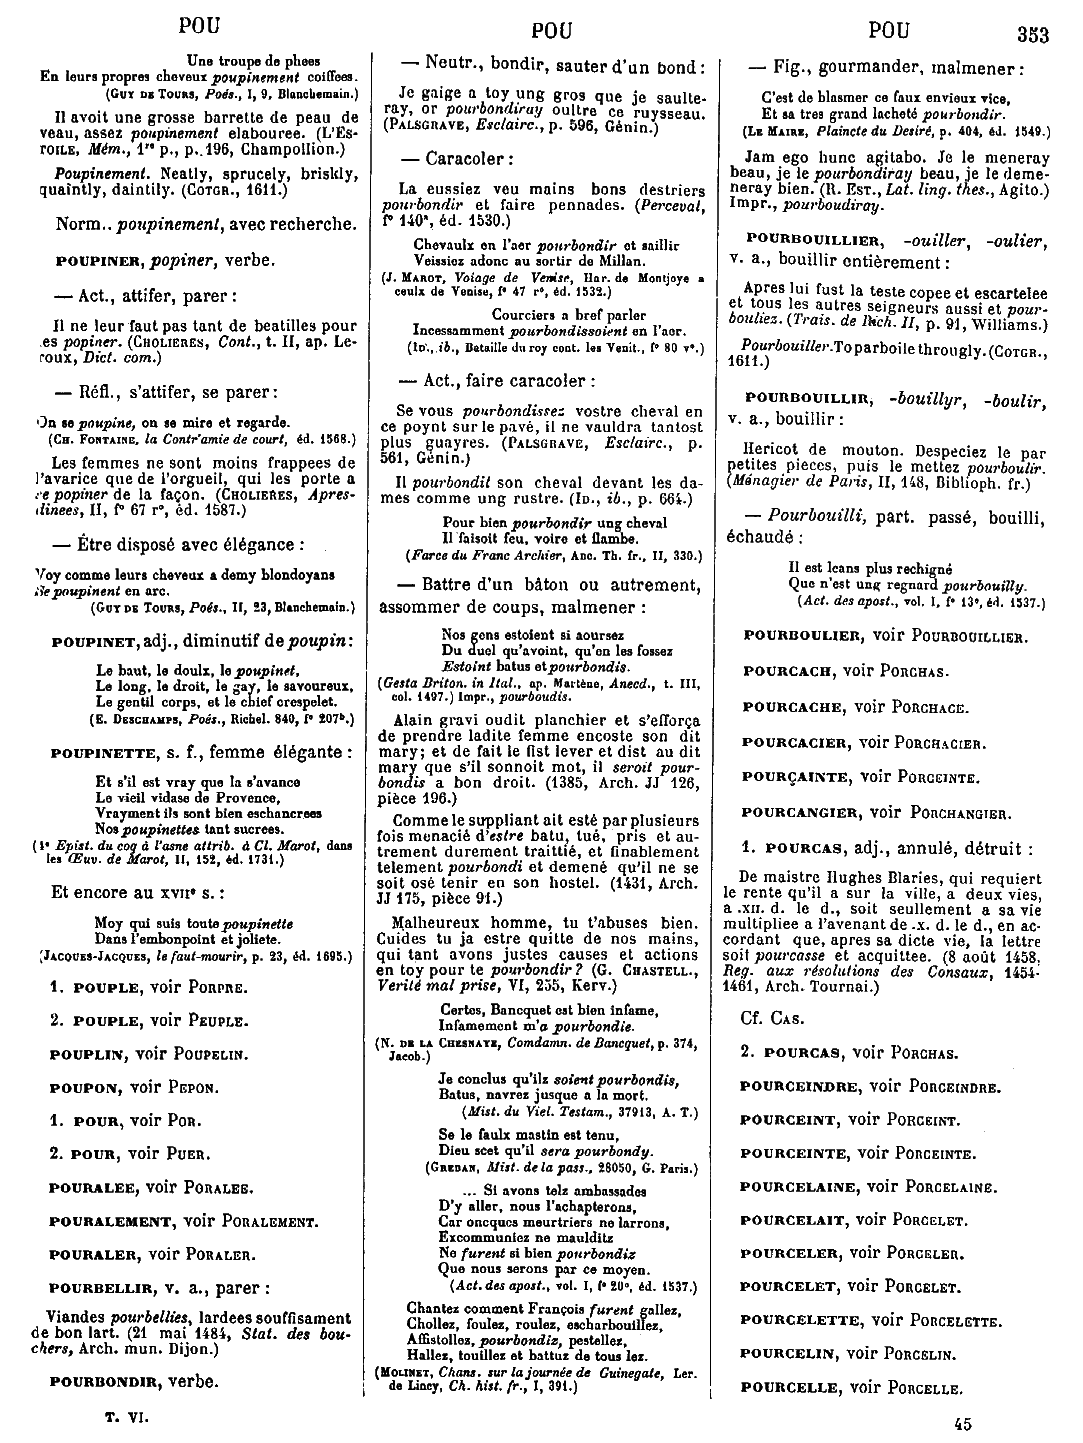 POU
POU
POU
353
Une troupe de phees
En leurs propres cheveux poupinement coiffees.
(GUY DE TOURS, Poés., I, 9, Blanchemain.)
Il avoit une grosse barrette de peau de
veau, assez poupinement elabouree. (L'ES-
TOILE, Mém., 1re p., p. 196, Champollion.)
Poupinement. Neatly, sprucely, briskly,
quaintly, daintily. (COTGR., 1611.)
Norm.. poupinement, avec recherche.
POUPINER, popiner, verbe.
— Act., attifer, parer :
Il ne leur faut pas tant de beatilles pour
es popiner. (CHOLIERES, Cont., t. II, ap. Le-
roux, Dict. com.)
— Réfl., s'attifer, se parer :
On se poupine, on se mire et regarde.
(CH. FONTAINE, la Contr'amie de court, éd. 1568.)
Les femmes ne sont moins frappees de
l'avarice que de l'orgueil, qui les porte a
se popiner de la façon. (CHOLIERES, Apres-
dinees, II, f° 67 r°, éd. 1587.)
— Être disposé avec élégance :
Voy comme leurs cheveux a demy blondoyans
Se poupinent en arc.
(GUY DE TOURS, Poés., II, 23, Blanchemain.)
POUPINET, adj., diminutif de poupin :
Le haut, le doulx, le poupinet,
Le long, le droit, le gay, le savoureux,
Le gentil corps, et le chief crespelet.
(E. DESCHAMPS, Poés., Richel. 840, f° 207b.)
POUPINETTE, s. f., femme élégante :
Et s'il est vray que la s'avance
Le vieil vidase de Provence,
Vrayment ils sont bien eschancrees
Nos poupinettes tant sucrees.
(1e Epist. du coq à l'asne attrib. à Cl. Marot, dans
les Œuv. de Marot, II, 152, éd. 1731.)
Et encore au XVIIe s. :
Moy qui suis toute poupinette
Dans l'embonpoint et joliete.
(JACQUES-JACQUES, le faut-mourir, p. 23, éd. 1695.)
1. POUPLE, voir PORPRE.
2. POUPLE, voir PEUPLE.
POUPLIN, voir POUPELIN.
POUPON, voir PEPON.
1. POUR, voir POR.
2. POUR, voir PUER.
POURALEE, voir PORALEE.
POURALEMENT, voir PORALEMENT.
POURALER, voir PORALER.
POURBELLIR, v. a., parer :
Viandes pourbellies, lardees souffisament
de bon lart. (21 mai 1484, Stat. des bou-
chers, Arch. mun. Dijon.)
POURBONDIR, verbe.
T. VI.
— Neutr., bondir, sauter d'un bond :
Je gaige a toy ung gros que je saulte-
ray, or pourbondiray oultre ce ruysseau.
(PALSGRAVE, Esclairc., p. 596, Génin.)
— Caracoler :
La eussiez veu mains bons destriers
pourbondir et faire pennades. (Perceval,
f° 140a, éd. 1530.)
Chevaulx en l'aer pourbondir et saillir
Veissiez adonc au sortir de Millan.
(J. MAROT, Voiage de Venise, Har. de Montjoye a
ceulx de Venise, f° 47 r°, éd. 1532.)
Courciers a bref parler
Incessamment pourbondissoient en l'aer.
(ID., ib., Bataille du roy cont. les Venit., f° 80 v°.)
— Act., faire caracoler :
Se vous pourbondissez vostre cheval en
ce poynt sur le pavé, il ne vauldra tantost
plus guayres. (PALSGRAVE, Esclairc., p.
561, Génin.)
Il pourbondit son cheval devant les da-
mes comme ung rustre. (ID., ib., p. 664.)
Pour bien pourbondir ung cheval
Il faisoit feu, voire et flambe.
(Farce du Franc Archier, Anc. Th. fr., II, 330.)
— Battre d'un bâton ou autrement,
assommer de coups, malmener :
Nos gens estoient si aoursez
Du duel qu'avoint, qu'on les fossez
Estoint batus et pourbondis.
(Gesta Briton. in Ital., ap. Martène, Anecd., t. III,
col. 1497.) Impr., pourboudis.
Alain gravi oudit planchier et s'efforça
de prendre ladite femme encoste son dit
mary; et de fait le fist lever et dist au dit
mary que s'il sonnoit mot, il seroit pour-
bondis a bon droit. (1385, Arch. JJ 126,
pièce 196.)
Comme le suppliant ait esté par plusieurs
fois menacié d'estre batu, tué, pris et au-
trement durement traittié, et finablement
telement pourbondi et demené qu'il ne se
soit osé tenir en son hostel. (1431, Arch.
JJ 175, pièce 91.)
Malheureux homme, tu t'abuses bien.
Cuides tu ja estre quitte de nos mains,
qui tant avons justes causes et actions
en toy pour te pourbondir ? (G. CHASTELL.,
Verité mal prise, VI, 255, Kerv.)
Certes, Bancquet est bien infame,
Infamement m'a pourbondie.
(N. DE LA CHESNAYE, Comdamn. de Bancquet, p. 374,
Jacob.)
Je conclus qu'ilz soient pourbondis,
Batus, navrez jusque a la mort.
(Mist. du Viel. Testam., 37913, A. T.)
Se le faulx mastin est tenu,
Dieu scet qu'il sera pourbondy.
(GREBAN, Mist. de la pass., 28050, G. Paris.)
... Si avons telz ambassades
D'y aller, nous l'achapterons,
Car oncques meurtriers ne larrons,
Excommuniez ne mauldítz
Ne furent si bien pourbondiz
Que nous serons par ce moyen.
(Act. des apost., vol. I, f° 20c, éd. 1537.)
Chantez comment François furent gallez,
Chollez, foulez, roulez, escharbouillez,
Affistollez, pourbondiz, pestellez,
Hallez, touillez et battuz de tous lez.
(MOLINET, Chans. sur la journée de Guinegate, Ler.
de Lincy, Ch. hist. fr., I, 391.)
— Fig., gourmander, malmener :
C'est de blasmer ce faux envieux vice,
Et sa tres grand lacheté pourbondir.
(LE MAIRE, Plaincte du Desiré, p. 404, éd. 1549.)
Jam ego hunc agitabo. Je le meneray
beau, je le pourbondiray beau, je le deme-
neray bien. (R. EST., Lat. ling. thes., Agito.)
Impr., pourboudiray.
POURBOUILLIER, -ouiller, -oulier,
v. a., bouillir entièrement :
Apres lui fust la teste copee et escartelee
et tous les autres seigneurs aussi et pour-
bouliez. (Trais. de Rich. II, p. 91, Williams.)
Pourbouiller. To parboile througly. (COTGR.,
1611.)
POURBOUILLIR, -bouillyr, -boulir,
v. a., bouillir :
Hericot de mouton. Despeciez le par
petites pieces, puis le mettez pourboulir.
(Ménagier de Paris, II, 148, Biblioph. fr.)
— Pourbouilli, part. passé, bouilli,
échaudé :
Il est leans plus rechigné
Que n'est ung regnard pourbouilly.
(Act. des apost., vol. I, f° 13c, éd. 1537.)
POURBOULIER, voir POURBOUILLIER.
POURCACH, voir PORCHAS.
POURCACHE, voir PORCHACE.
POURCACIER, voir PORCHACIER.
POURÇAINTE, voir PORCEINTE.
POURCANGIER, voir PORCHANGIER.
1. POURCAS, adj., annulé, détruit :
De maistre Hughes Blaries, qui requiert
le rente qu'il a sur la ville, a deux vies,
a .XII. d. le d., soit seullement a sa vie
multipliee a l'avenant de .x. d. le d., en ac-
cordant que, apres sa dicte vie, la lettre
soit pourcasse et acquittee. (8 août 1458,
Reg. aux résolutions des Consaux, 1454-
1461, Arch. Tournai.)
Cf. CAS.
2. POURCAS, voir PORCHAS.
POURCEINDRE, voir PORCEINDRE.
POURCEINT, voir PORCEINT.
POURCEINTE, voir PORCEINTE.
POURCELAINE, voir PORCELAINE.
POURCELAIT, voir PORCELET.
POURCELER, voir PORCELER.
POURCELET, voir PORCELET.
POURCELETTE, voir PORCELETTE.
POURCELIN, voir PORCELIN.
POURCELLE, voir PORCELLE.
45